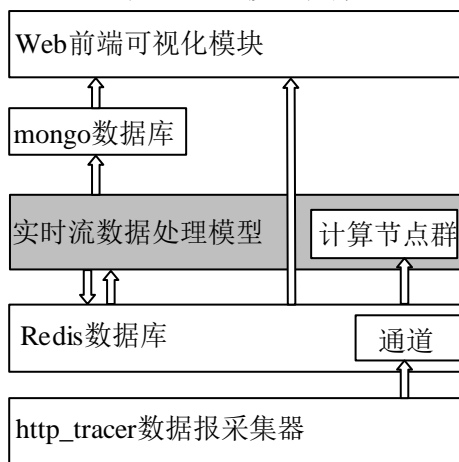 Web前端可视化模块
mongo数据库
实时流数据处理模型
计算节点群
Redis数据库
通道
http_tracer数据报采集器